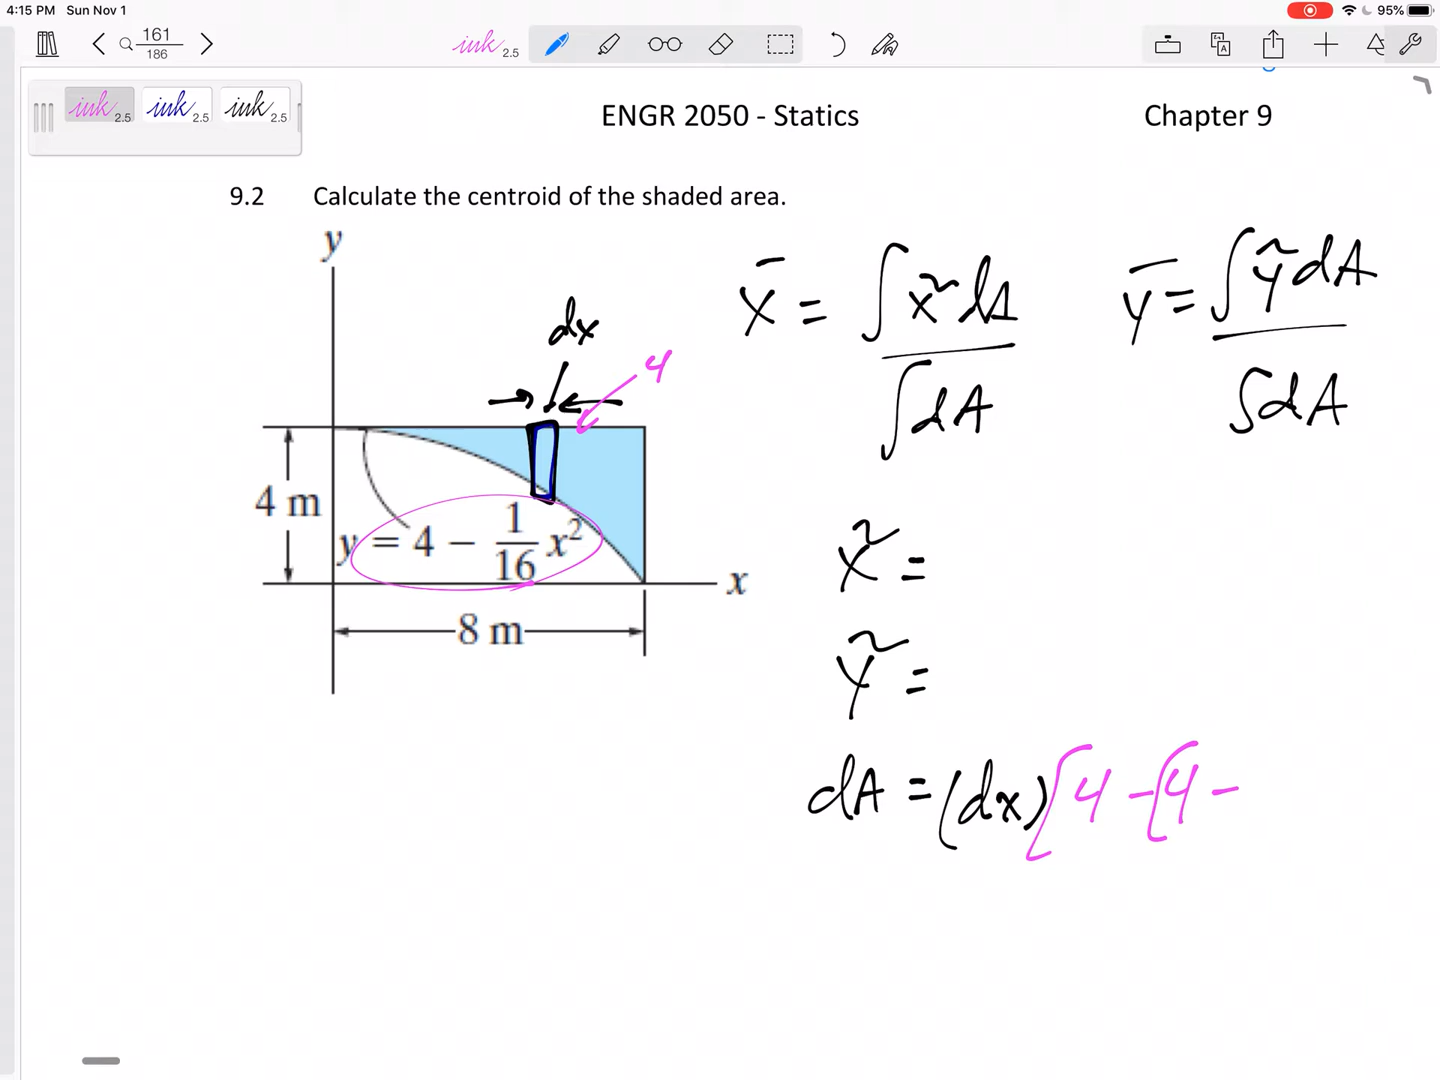 4:15 PM Sun Nov 1
95%
161
186
ink 2.5
ink 2.5 ink 2.5 ink 2.5
ENGR 2050 - Statics Chapter 9
9.2 Calculate the centroid of the shaded area.
y
dx
4
4 m
y = 4 − 1/16 x²
x
8 m
x̄ = ∫ x̃ dA / ∫ dA
ȳ = ∫ ỹ dA / ∫ dA
x̃ =
ỹ =
dA = (dx)[4 - [4 -